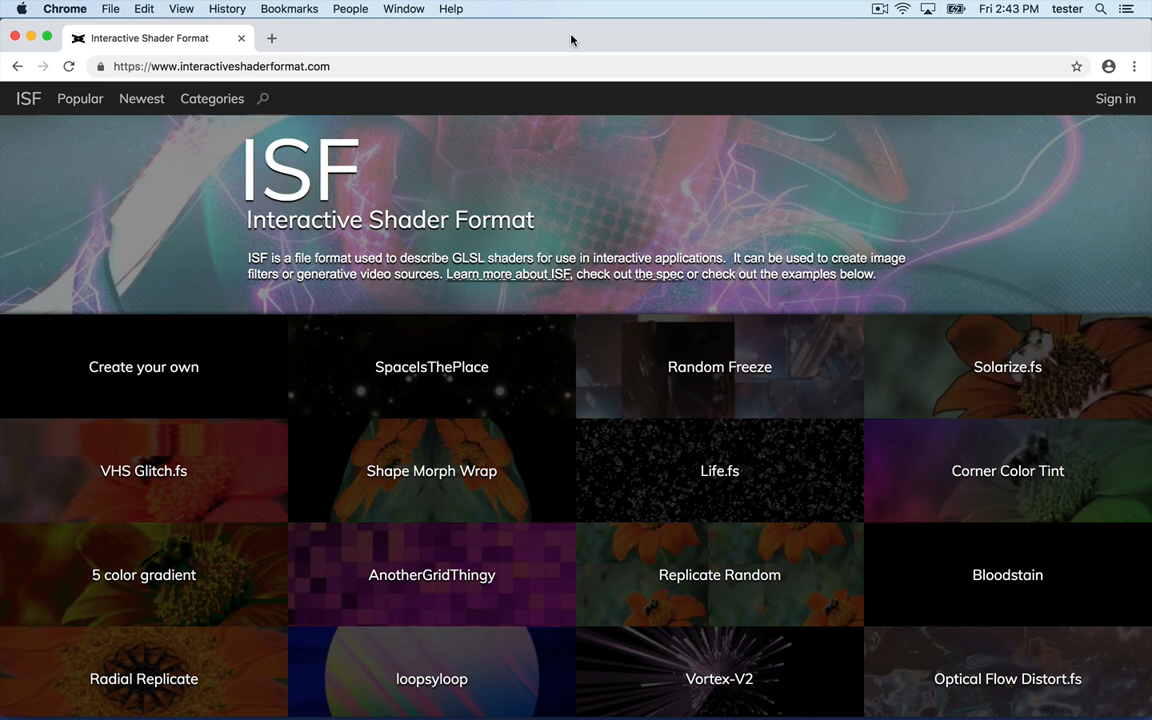 Chrome File Edit View History Bookmarks People Window Help Fri 2:43 PM tester
Interactive Shader Format
https://www.interactiveshaderformat.com
ISF Popular Newest Categories Sign in
ISF
Interactive Shader Format
ISF is a file format used to describe GLSL shaders for use in interactive applications. It can be used to create image
filters or generative video sources. Learn more about ISF, check out the spec or check out the examples below.
Create your own SpaceIsThePlace Random Freeze Solarize.fs
VHS Glitch.fs Shape Morph Wrap Life.fs Corner Color Tint
5 color gradient AnotherGridThingy Replicate Random Bloodstain
Radial Replicate loopsyloop Vortex-V2 Optical Flow Distort.fs